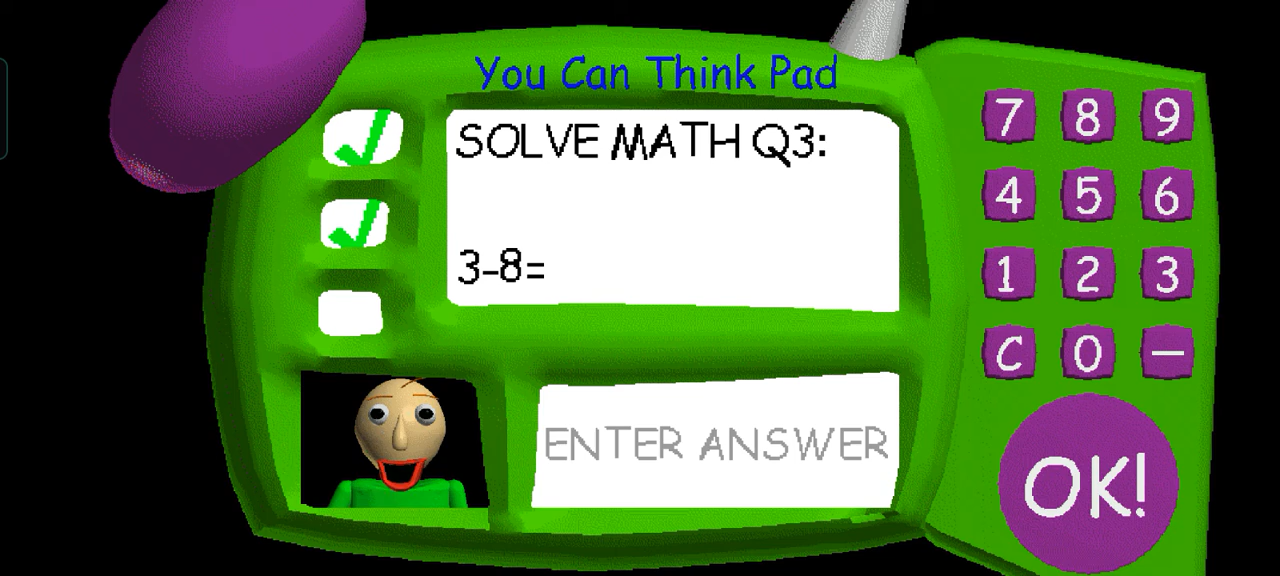 You Can Think Pad
SOLVE MATH Q3:
3-8=
ENTER ANSWER
7 8 9
4 5 6
1 2 3
C 0 —
OK!